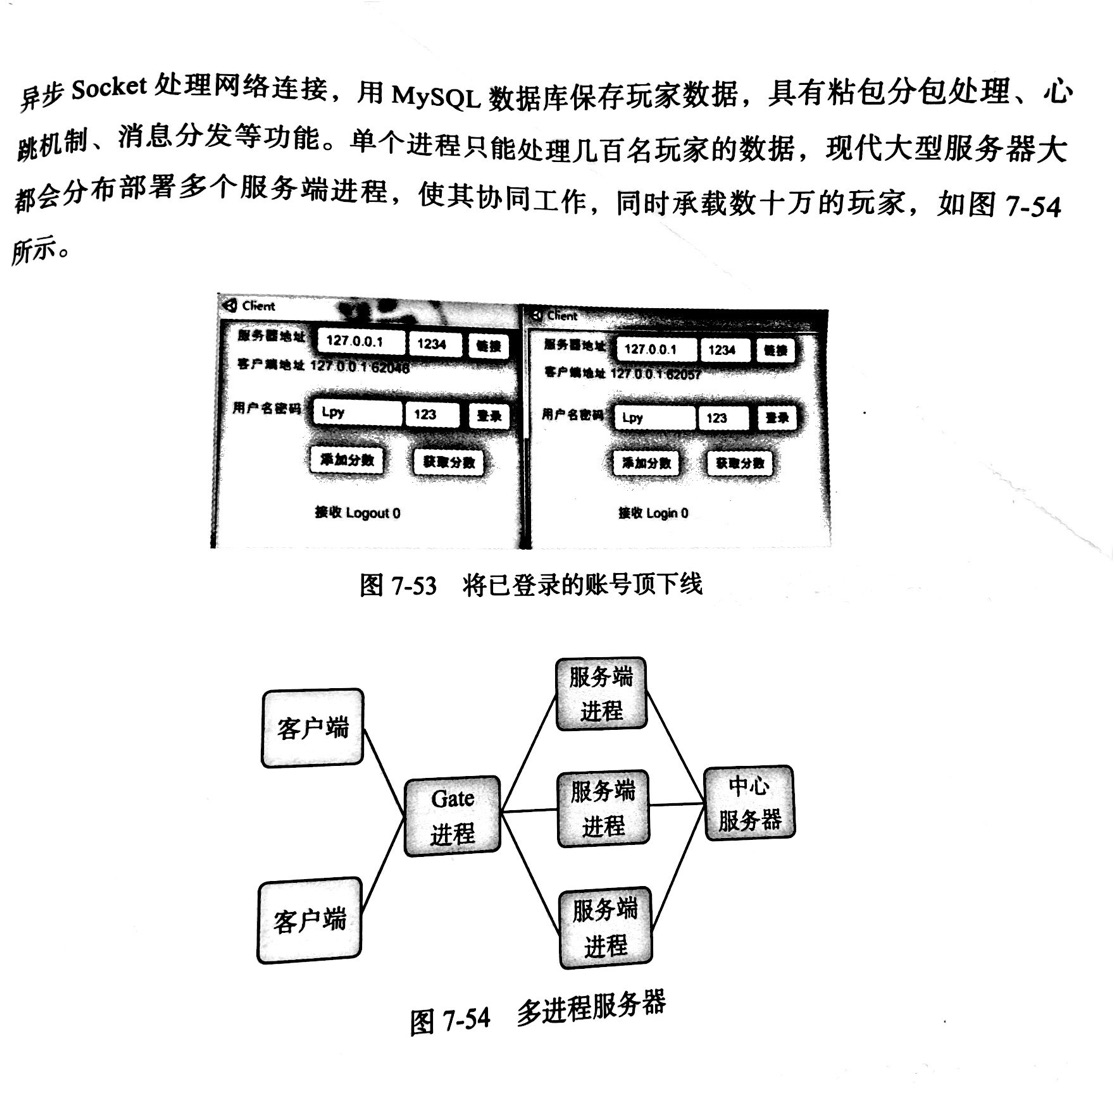 异步 Socket 处理网络连接，用 MySQL 数据库保存玩家数据，具有粘包分包处理、心
跳机制、消息分发等功能。单个进程只能处理几百名玩家的数据，现代大型服务器大
都会分布部署多个服务端进程，使其协同工作，同时承载数十万的玩家，如图 7-54
所示。
Client
服务器地址 127.0.0.1 1234 链接
客户端地址 127.0.0.1:62046
用户名密码 Lpy 123 登录
添加分数 获取分数
接收 Logout 0
Client
服务器地址 127.0.0.1 1234 链接
客户端地址 127.0.0.1:62057
用户名密码 Lpy 123 登录
添加分数 获取分数
接收 Login 0
图 7-53 将已登录的账号顶下线
客户端
客户端
Gate
进程
服务端
进程
服务端
进程
服务端
进程
中心
服务器
图 7-54 多进程服务器